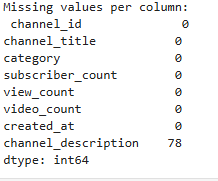 Missing values per column:
 channel_id               0
channel_title            0
category                 0
subscriber_count         0
view_count               0
video_count              0
created_at               0
channel_description     78
dtype: int64